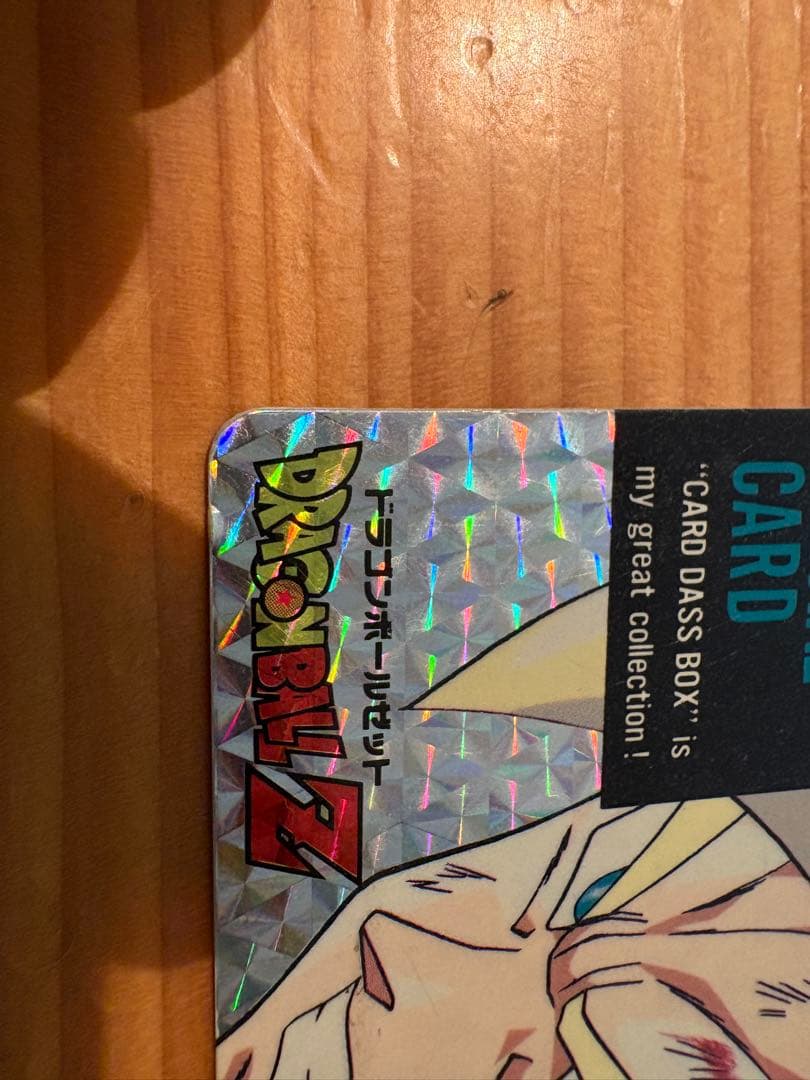 CARD
“CARD DASS BOX” is
my great collection!
ドラゴンボールゼット
DRAGON BALL Z